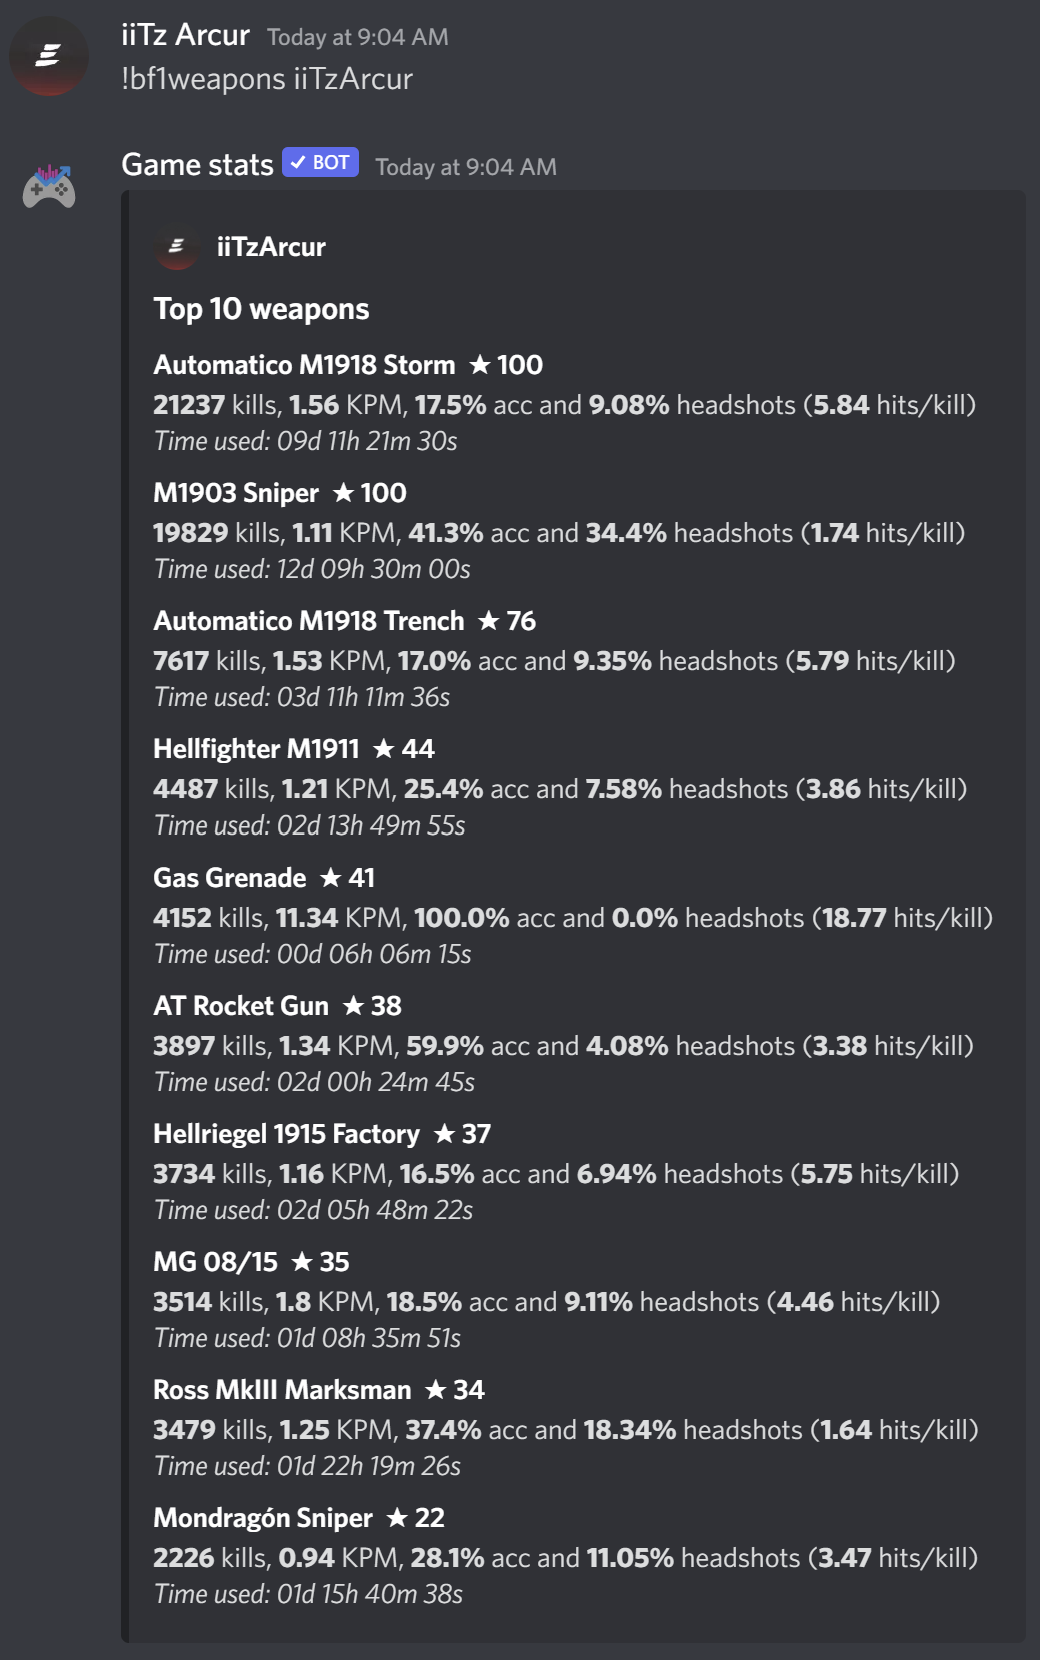 iiTz Arcur Today at 9:04 AM
!bf1weapons iiTzArcur
Game stats ✓ BOT Today at 9:04 AM
iiTzArcur
Top 10 weapons
Automatico M1918 Storm ★ 100
21237 kills, 1.56 KPM, 17.5% acc and 9.08% headshots (5.84 hits/kill)
Time used: 09d 11h 21m 30s
M1903 Sniper ★ 100
19829 kills, 1.11 KPM, 41.3% acc and 34.4% headshots (1.74 hits/kill)
Time used: 12d 09h 30m 00s
Automatico M1918 Trench ★ 76
7617 kills, 1.53 KPM, 17.0% acc and 9.35% headshots (5.79 hits/kill)
Time used: 03d 11h 11m 36s
Hellfighter M1911 ★ 44
4487 kills, 1.21 KPM, 25.4% acc and 7.58% headshots (3.86 hits/kill)
Time used: 02d 13h 49m 55s
Gas Grenade ★ 41
4152 kills, 11.34 KPM, 100.0% acc and 0.0% headshots (18.77 hits/kill)
Time used: 00d 06h 06m 15s
AT Rocket Gun ★ 38
3897 kills, 1.34 KPM, 59.9% acc and 4.08% headshots (3.38 hits/kill)
Time used: 02d 00h 24m 45s
Hellriegel 1915 Factory ★ 37
3734 kills, 1.16 KPM, 16.5% acc and 6.94% headshots (5.75 hits/kill)
Time used: 02d 05h 48m 22s
MG 08/15 ★ 35
3514 kills, 1.8 KPM, 18.5% acc and 9.11% headshots (4.46 hits/kill)
Time used: 01d 08h 35m 51s
Ross MkIII Marksman ★ 34
3479 kills, 1.25 KPM, 37.4% acc and 18.34% headshots (1.64 hits/kill)
Time used: 01d 22h 19m 26s
Mondragón Sniper ★ 22
2226 kills, 0.94 KPM, 28.1% acc and 11.05% headshots (3.47 hits/kill)
Time used: 01d 15h 40m 38s